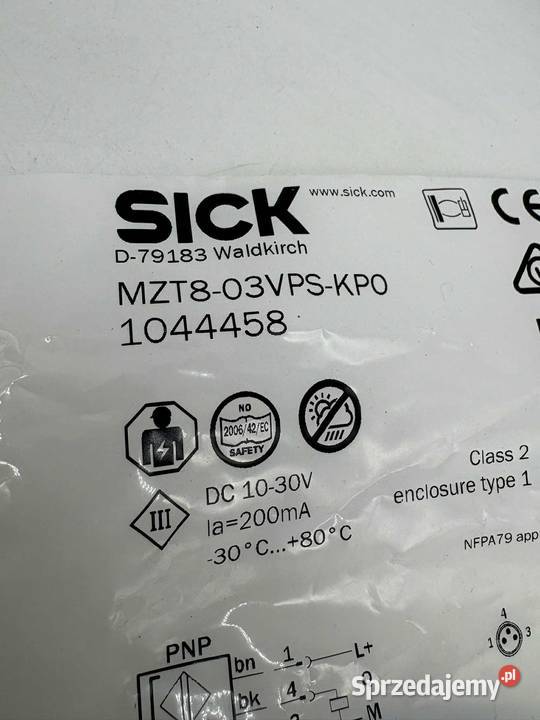 SICK www.sick.com
D-79183 Waldkirch
MZT8-03VPS-KP0
1044458
NO
2006/42/EC
SAFETY
III
DC 10-30V
Ia=200mA
-30°C...+80°C
Class 2
enclosure type 1
NFPA79 app
PNP
bn 1 L+
bk 4
M
4
1 3
Sprzedajemy.pl